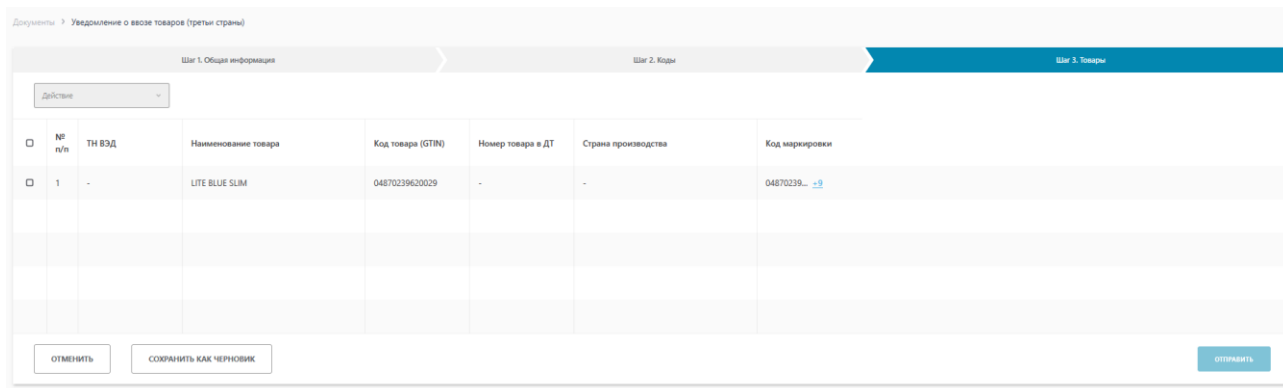 Документы > Уведомление о ввозе товаров (третьи страны)
Шаг 1. Общая информация
Шаг 2. Коды
Шаг 3. Товары
Действие
№ п/п
ТН ВЭД
Наименование товара
Код товара (GTIN)
Номер товара в ДТ
Страна производства
Код маркировки
1 - LITE BLUE SLIM 04870239620029 - - 04870239... +9
ОТМЕНИТЬ
СОХРАНИТЬ КАК ЧЕРНОВИК
ОТПРАВИТЬ